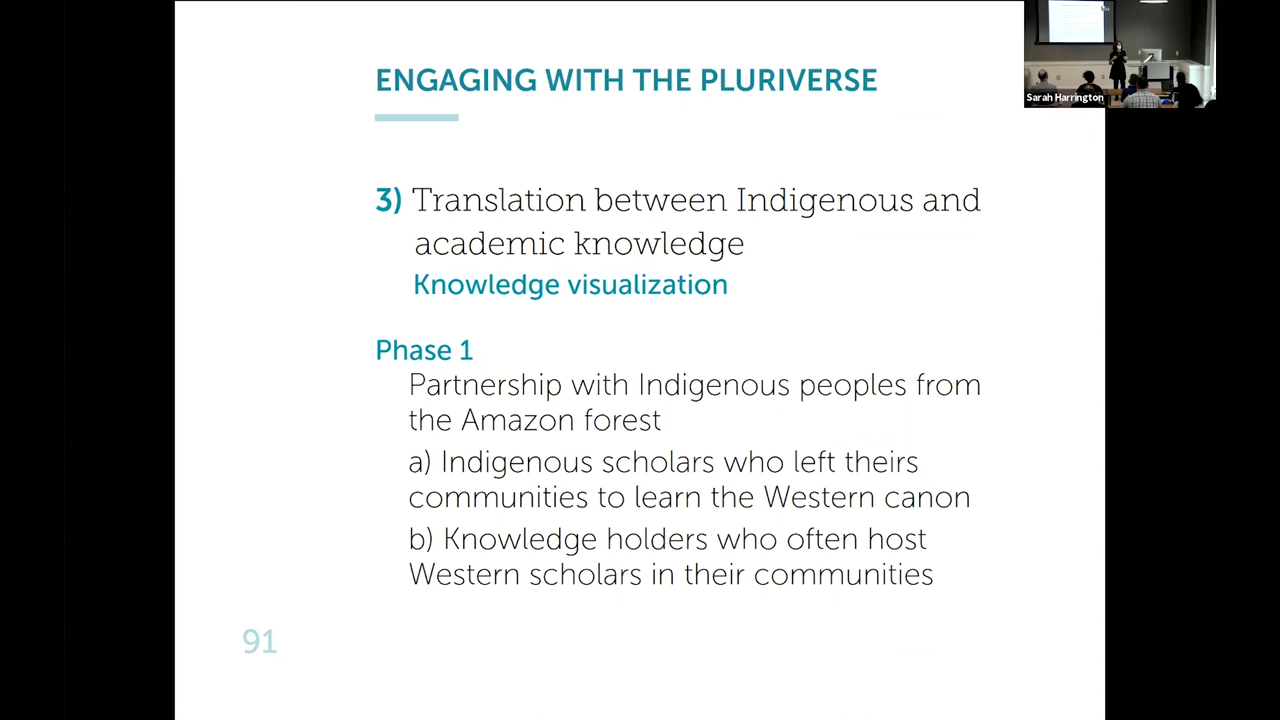 ENGAGING WITH THE PLURIVERSE
Sarah Harrington
3) Translation between Indigenous and
academic knowledge
Knowledge visualization
Phase 1
Partnership with Indigenous peoples from
the Amazon forest
a) Indigenous scholars who left theirs
communities to learn the Western canon
b) Knowledge holders who often host
Western scholars in their communities
91